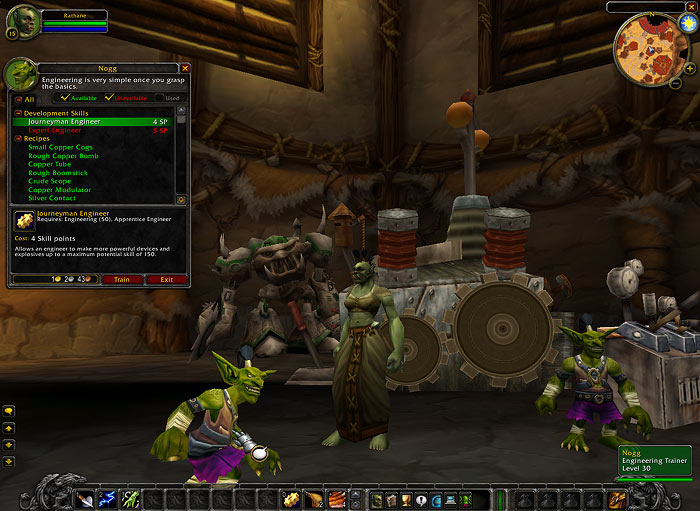 Rathane
15
Nogg
Engineering is very simple once you grasp
the basics.
All
Available
Unavailable
Used
Development Skills
Journeyman Engineer 4 SP
Expert Engineer 5 SP
Recipes
Small Copper Cogs
Rough Copper Bomb
Copper Tube
Rough Boomstick
Crude Scope
Copper Modulator
Silver Contact
Journeyman Engineer
Requires: Engineering (50), Apprentice Engineer
Cost: 4 Skill points
Allows an engineer to make more powerful devices and
explosives up to a maximum potential skill of 150.
1 2 43
Train
Exit
N
Nogg
Engineering Trainer
Level 30